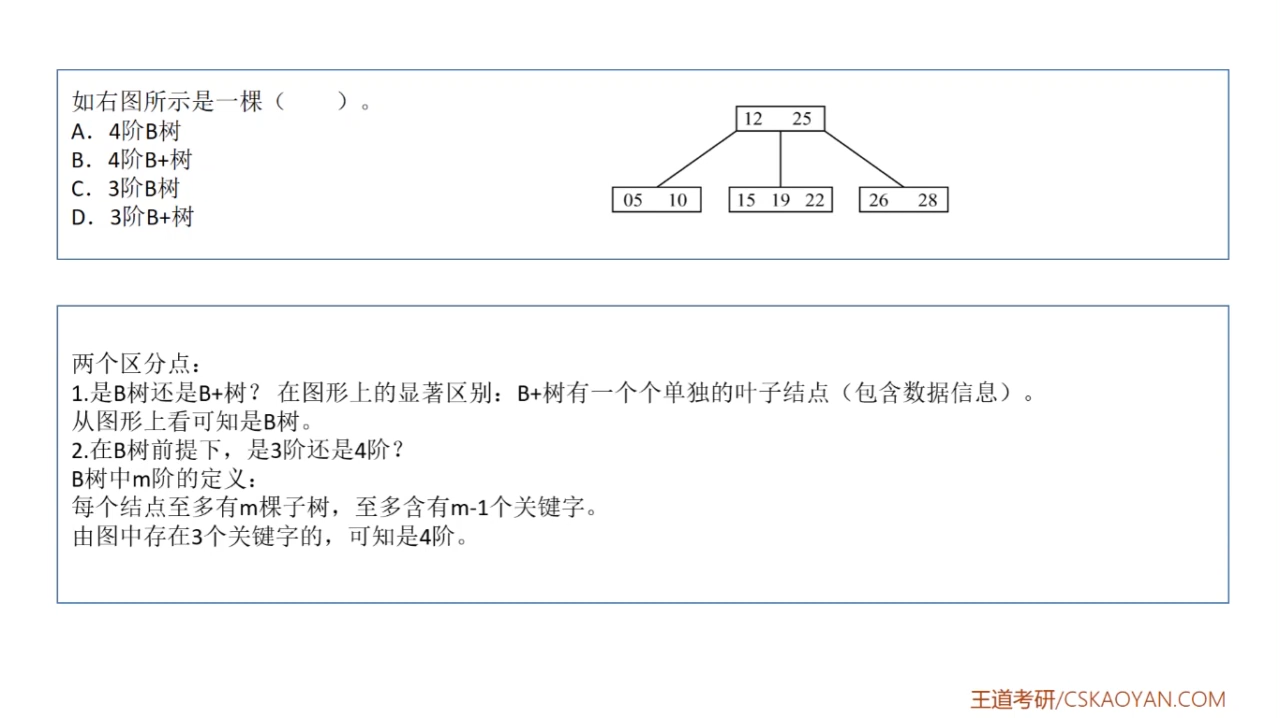 如右图所示是一棵（　　）。
A．4阶B树
B．4阶B+树
C．3阶B树
D．3阶B+树
12 25
05 10
15 19 22
26 28
两个区分点：
1.是B树还是B+树？ 在图形上的显著区别：B+树有一个个单独的叶子结点（包含数据信息）。
从图形上看可知是B树。
2.在B树前提下，是3阶还是4阶？
B树中m阶的定义：
每个结点至多有m棵子树，至多含有m-1个关键字。
由图中存在3个关键字的，可知是4阶。
王道考研/CSKAOYAN.COM